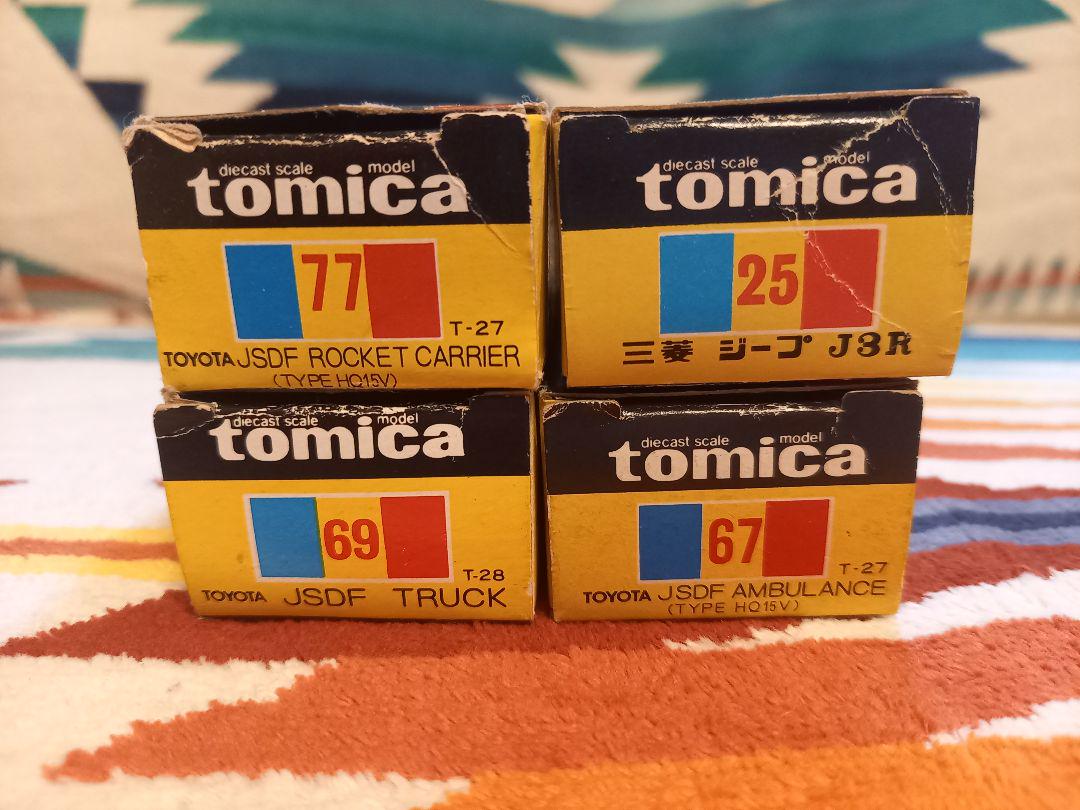 diecast scale model
tomica
77
T-27
TOYOTA JSDF ROCKET CARRIER
(TYPE HQ15V)
diecast scale model
tomica
25
三菱 ジープ J3R
diecast scale model
tomica
69
T-28
TOYOTA JSDF TRUCK
diecast scale model
tomica
67
T-27
TOYOTA JSDF AMBULANCE
(TYPE HQ15V)